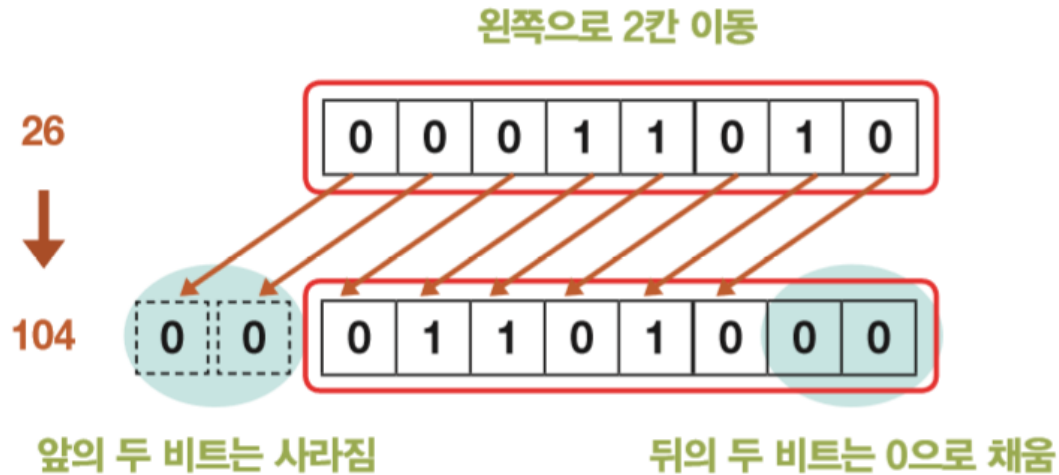 왼쪽으로 2칸 이동
26 0 0 0 1 1 0 1 0
104 0 0 0 1 1 0 1 0 0 0
앞의 두 비트는 사라짐 뒤의 두 비트는 0으로 채움